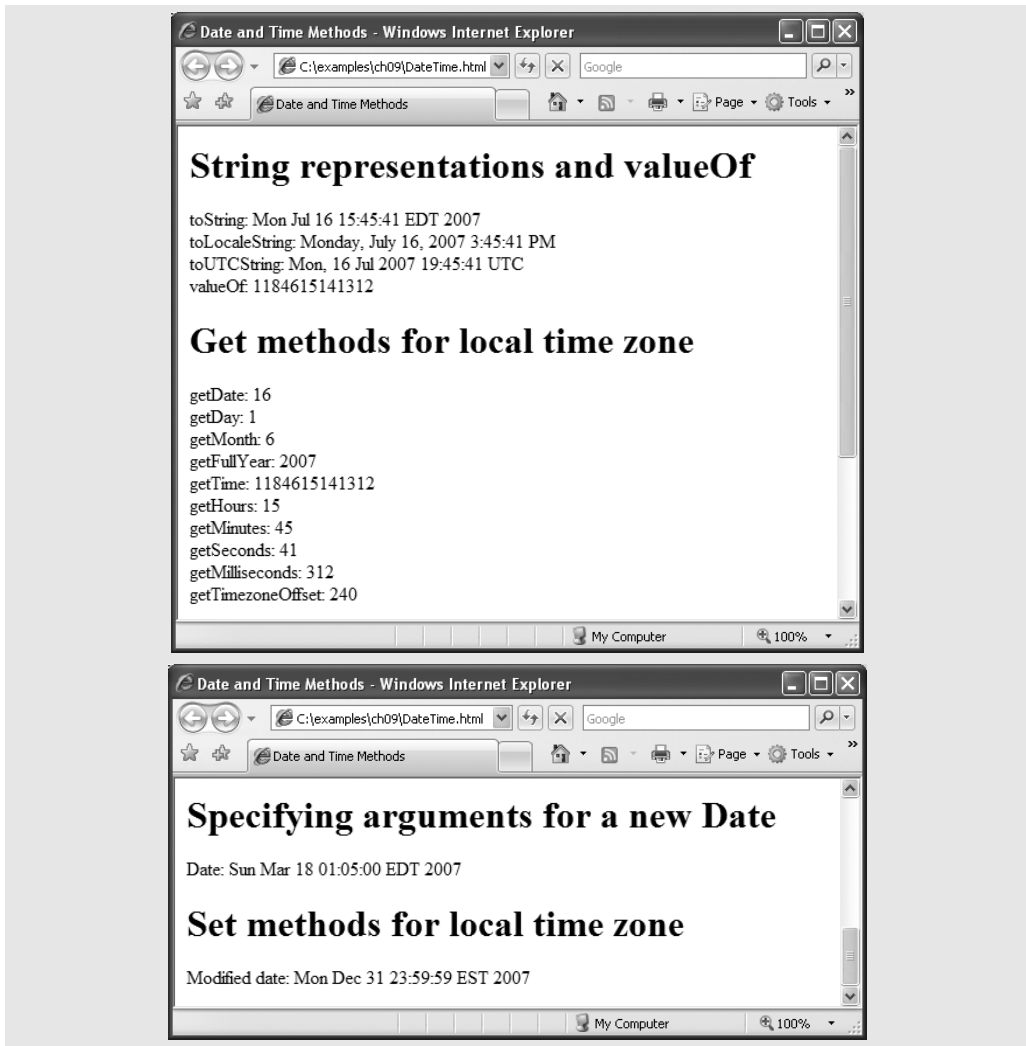 Date and Time Methods - Windows Internet Explorer
C:\examples\ch09\DateTime.html
Google
Date and Time Methods
Page
Tools
»
String representations and valueOf
toString: Mon Jul 16 15:45:41 EDT 2007
toLocaleString: Monday, July 16, 2007 3:45:41 PM
toUTCString: Mon, 16 Jul 2007 19:45:41 UTC
valueOf: 1184615141312
Get methods for local time zone
getDate: 16
getDay: 1
getMonth: 6
getFullYear: 2007
getTime: 1184615141312
getHours: 15
getMinutes: 45
getSeconds: 41
getMilliseconds: 312
getTimezoneOffset: 240
My Computer
100%
Date and Time Methods - Windows Internet Explorer
C:\examples\ch09\DateTime.html
Google
Date and Time Methods
Page
Tools
»
Specifying arguments for a new Date
Date: Sun Mar 18 01:05:00 EDT 2007
Set methods for local time zone
Modified date: Mon Dec 31 23:59:59 EST 2007
My Computer
100%